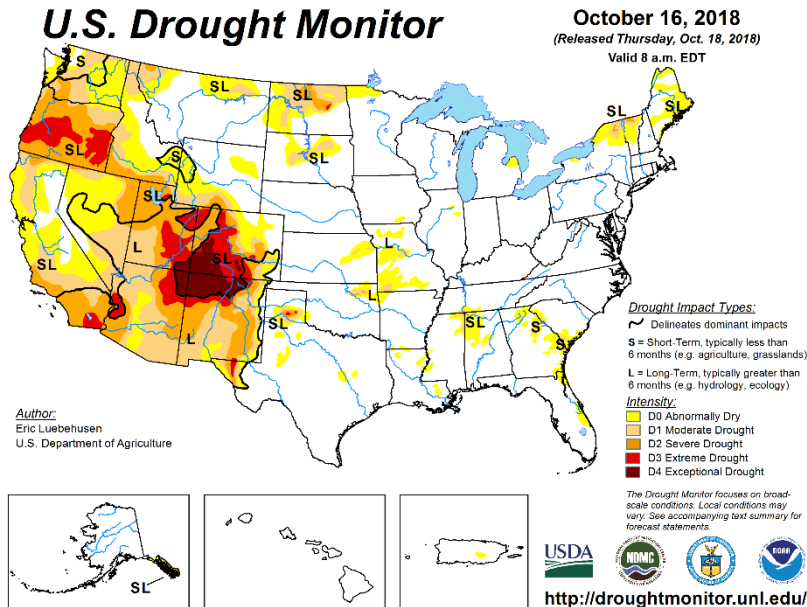 U.S. Drought Monitor
October 16, 2018
(Released Thursday, Oct. 18, 2018)
Valid 8 a.m. EDT
S
SL
SL
SL
SL
SL
S
SL
SL
SL
L
L
SL
L
L
SL
SL
S
S
Drought Impact Types:
Delineates dominant impacts
S = Short-Term, typically less than
6 months (e.g. agriculture, grasslands)
L = Long-Term, typically greater than
6 months (e.g. hydrology, ecology)
Intensity:
D0 Abnormally Dry
D1 Moderate Drought
D2 Severe Drought
D3 Extreme Drought
D4 Exceptional Drought
Author:
Eric Luebehusen
U.S. Department of Agriculture
The Drought Monitor focuses on broad-
scale conditions. Local conditions may
vary. See accompanying text summary for
forecast statements.
SL
USDA
NDMC
NOAA
http://droughtmonitor.unl.edu/